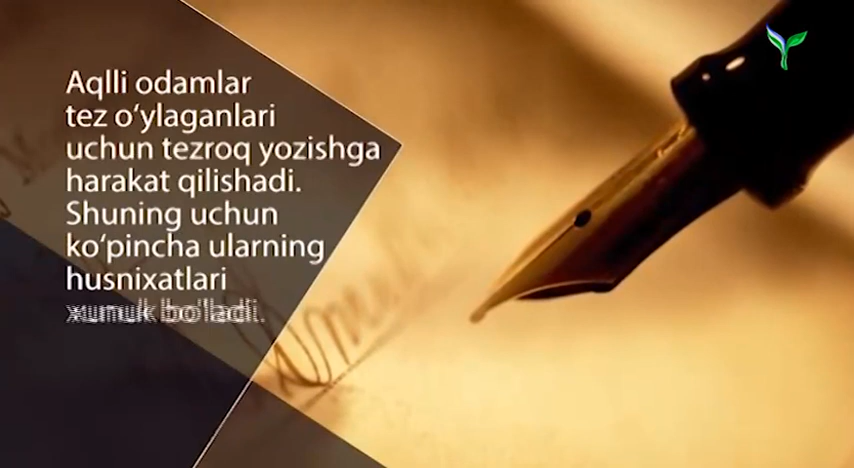 Aqlli odamlar
tez o‘ylaganlari
uchun tezroq yozishga
harakat qilishadi.
Shuning uchun
ko‘pincha ularning
husnixatlari
xunuk bo‘ladi.